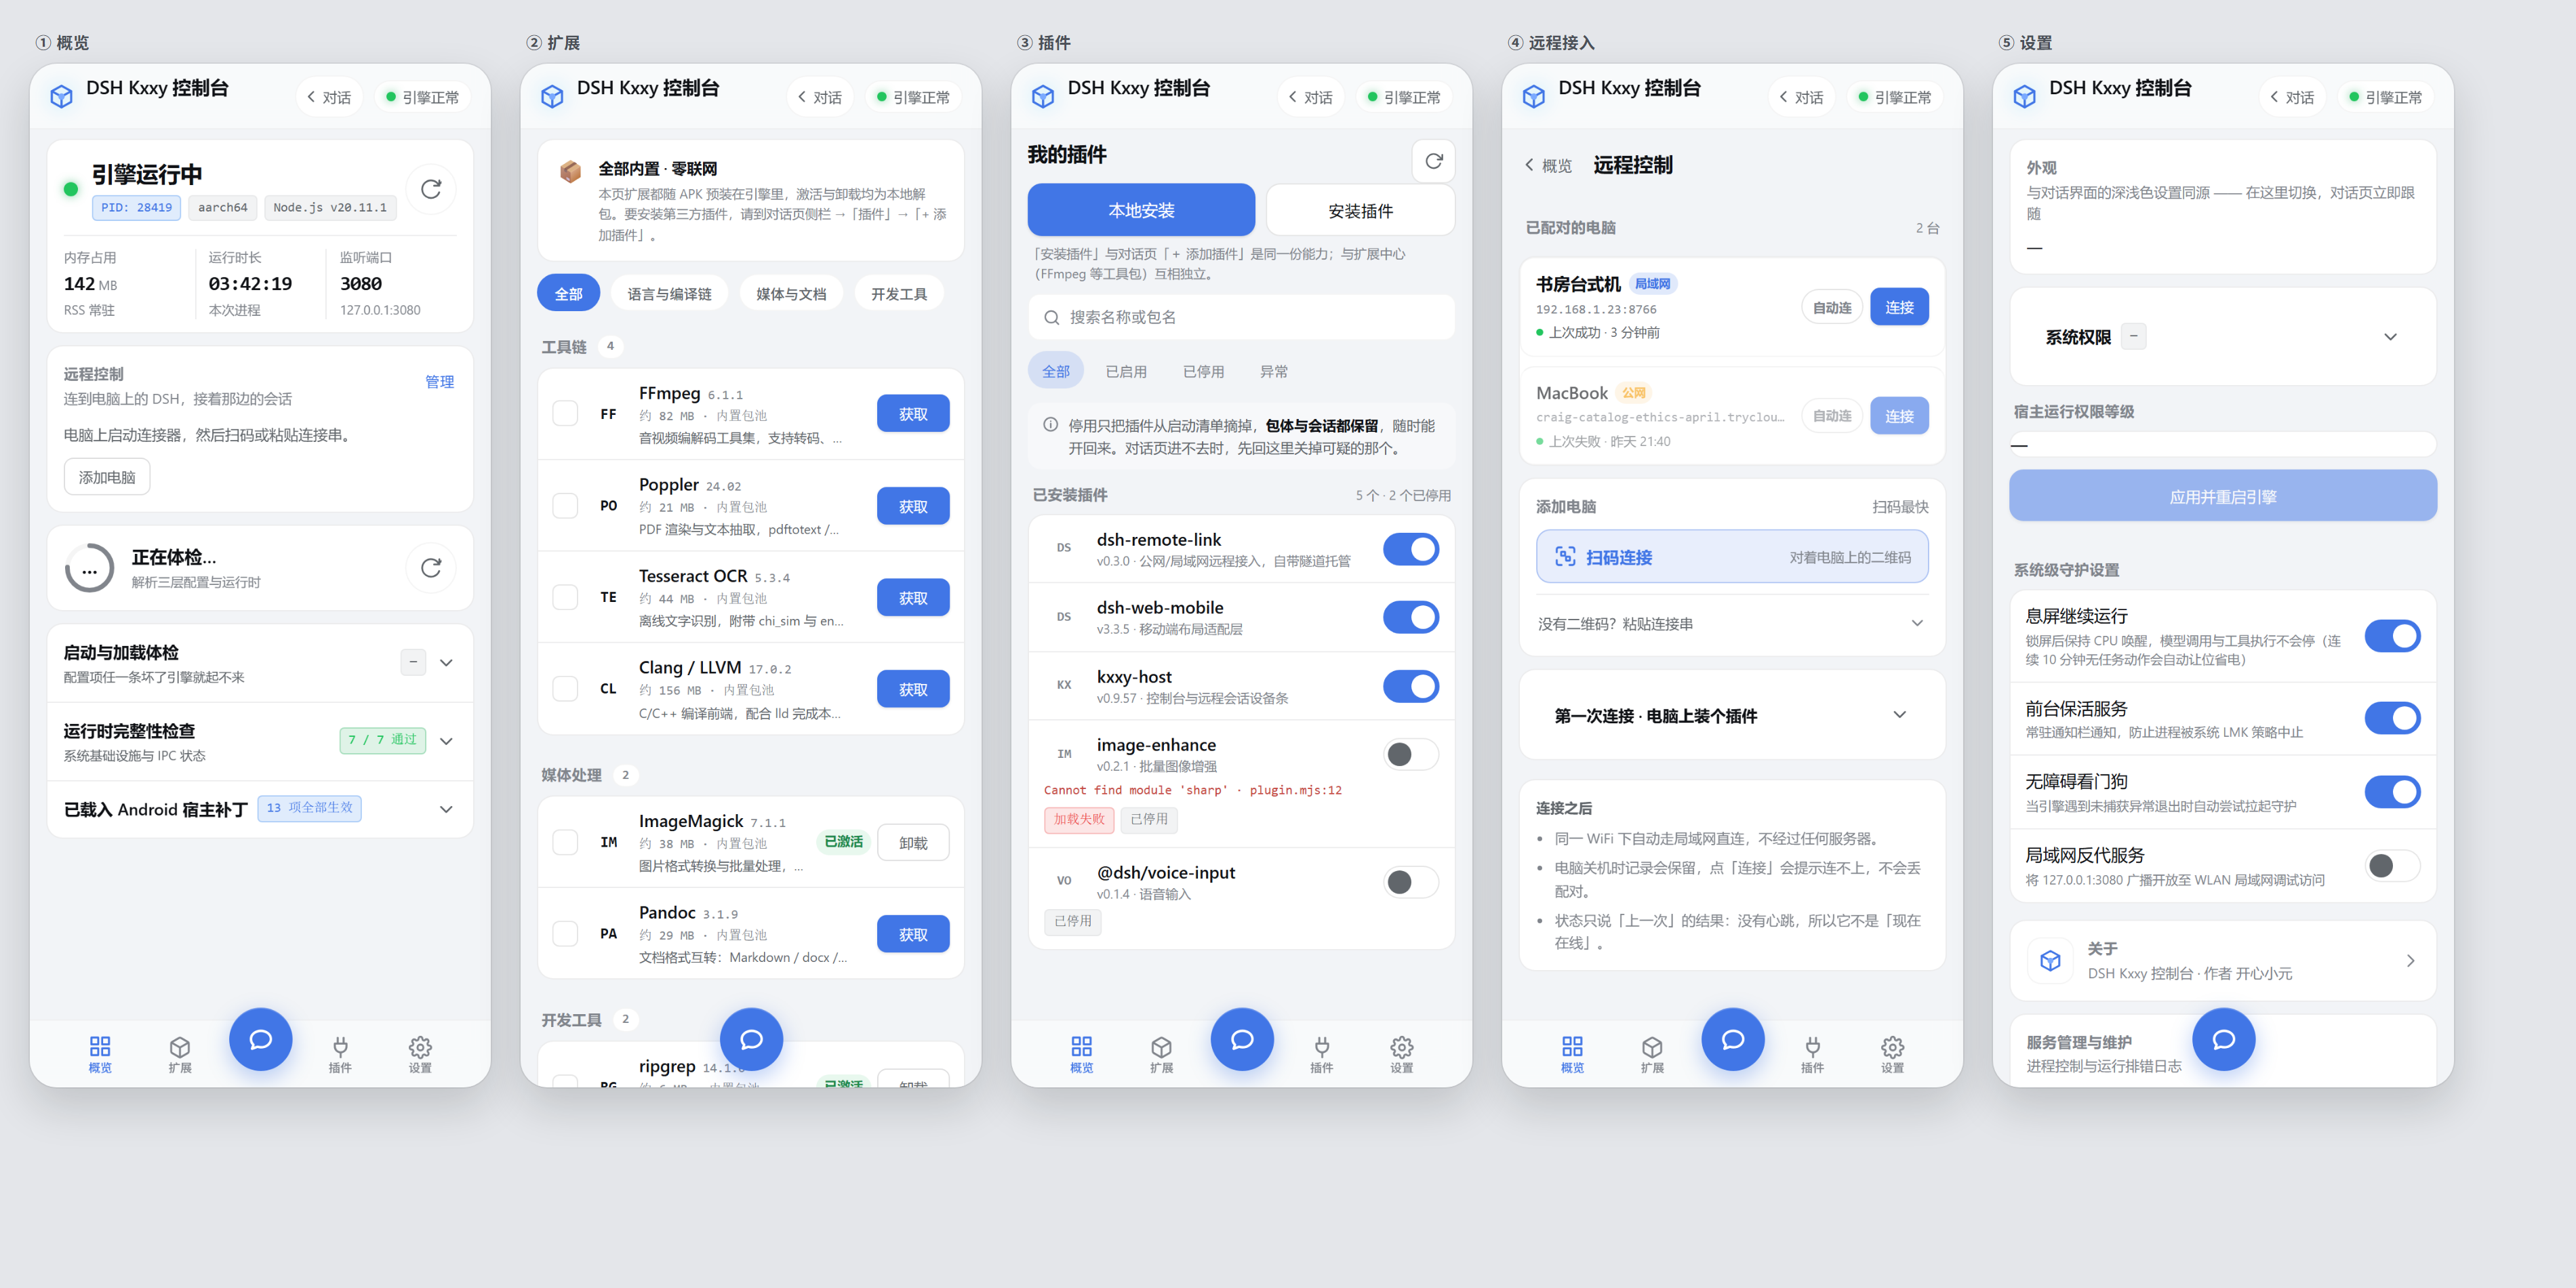 ① 概览
DSH Kxxy 控制台
对话
引擎正常
引擎运行中
PID: 28419
aarch64
Node.js v20.11.1
内存占用
142 MB
RSS 常驻
运行时长
03:42:19
本次进程
监听端口
3080
127.0.0.1:3080
远程控制
管理
连到电脑上的 DSH，接着那边的会话
电脑上启动连接器，然后扫码或粘贴连接串。
添加电脑
...
正在体检...
解析三层配置与运行时
启动与加载体检
–
配置项任一条坏了引擎就起不来
运行时完整性检查
7 / 7 通过
系统基础设施与 IPC 状态
已载入 Android 宿主补丁
13 项全部生效
概览
扩展
插件
设置
② 扩展
DSH Kxxy 控制台
对话
引擎正常
全部内置 · 零联网
本页扩展都随 APK 预装在引擎里，激活与卸载均为本地解
包。要安装第三方插件，请到对话页侧栏 →「插件」→「+ 添
加插件」。
全部
语言与编译链
媒体与文档
开发工具
工具链 4
FF
FFmpeg 6.1.1
约 82 MB · 内置包池
音视频编解码工具集，支持转码、...
获取
PO
Poppler 24.02
约 21 MB · 内置包池
PDF 渲染与文本抽取，pdftotext /...
获取
TE
Tesseract OCR 5.3.4
约 44 MB · 内置包池
离线文字识别，附带 chi_sim 与 en...
获取
CL
Clang / LLVM 17.0.2
约 156 MB · 内置包池
C/C++ 编译前端，配合 lld 完成本...
获取
媒体处理 2
IM
ImageMagick 7.1.1
约 38 MB · 内置包池
图片格式转换与批量处理，...
已激活
卸载
PA
Pandoc 3.1.9
约 29 MB · 内置包池
文档格式互转：Markdown / docx /...
获取
开发工具 2
ripgrep 14.1.
已激活
卸载
③ 插件
DSH Kxxy 控制台
对话
引擎正常
我的插件
本地安装
安装插件
「安装插件」与对话页「 + 添加插件」是同一份能力；与扩展中心
（FFmpeg 等工具包）互相独立。
搜索名称或包名
全部
已启用
已停用
异常
停用只把插件从启动清单摘掉，包体与会话都保留，随时能
开回来。对话页进不去时，先回这里关掉可疑的那个。
已安装插件
5 个 · 2 个已停用
DS
dsh-remote-link
v0.3.0 · 公网/局域网远程接入，自带隧道托管
DS
dsh-web-mobile
v3.3.5 · 移动端布局适配层
KX
kxxy-host
v0.9.57 · 控制台与远程会话设备条
IM
image-enhance
v0.2.1 · 批量图像增强
Cannot find module 'sharp' · plugin.mjs:12
加载失败
已停用
VO
@dsh/voice-input
v0.1.4 · 语音输入
已停用
概览
扩展
插件
设置
④ 远程接入
DSH Kxxy 控制台
对话
引擎正常
概览
远程控制
已配对的电脑
2 台
书房台式机 局域网
192.168.1.23:8766
上次成功 · 3 分钟前
自动连
连接
MacBook 公网
craig-catalog-ethics-april.tryclou…
上次失败 · 昨天 21:40
自动连
连接
添加电脑
扫码最快
扫码连接
对着电脑上的二维码
没有二维码？粘贴连接串
第一次连接 · 电脑上装个插件
连接之后
• 同一 WiFi 下自动走局域网直连，不经过任何服务器。
• 电脑关机时记录会保留，点「连接」会提示连不上，不会丢
配对。
• 状态只说「上一次」的结果：没有心跳，所以它不是「现在
在线」。
概览
扩展
插件
设置
⑤ 设置
DSH Kxxy 控制台
对话
引擎正常
外观
与对话界面的深浅色设置同源 —— 在这里切换，对话页立即跟
随
—
系统权限 –
宿主运行权限等级
—
应用并重启引擎
系统级守护设置
息屏继续运行
锁屏后保持 CPU 唤醒，模型调用与工具执行不会停（连
续 10 分钟无任务动作会自动让位省电）
前台保活服务
常驻通知栏通知，防止进程被系统 LMK 策略中止
无障碍看门狗
当引擎遇到未捕获异常退出时自动尝试拉起守护
局域网反代服务
将 127.0.0.1:3080 广播开放至 WLAN 局域网调试访问
关于
DSH Kxxy 控制台 · 作者 开心小元
服务管理与维护
进程控制与运行排错日志